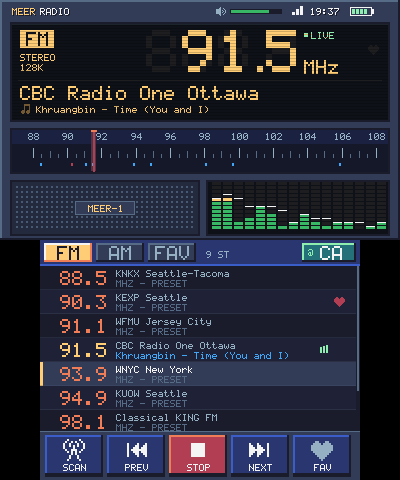 MEER RADIO 19:37
FM 91.5 MHz LIVE
STEREO
128K
CBC Radio One Ottawa
Khruangbin - Time (You and I)
88 90 92 94 96 98 100 102 104 106 108
MEER-1
FM AM FAV 9 ST @ CA
88.5 KNKX Seattle-Tacoma
MHZ - PRESET
90.3 KEXP Seattle
MHZ - PRESET
91.1 WFMU Jersey City
MHZ - PRESET
91.5 CBC Radio One Ottawa
Khruangbin - Time (You and I)
93.9 WNYC New York
MHZ - PRESET
94.9 KUOW Seattle
MHZ - PRESET
98.1 Classical KING FM
MHZ - PRESET
SCAN PREV STOP NEXT FAV